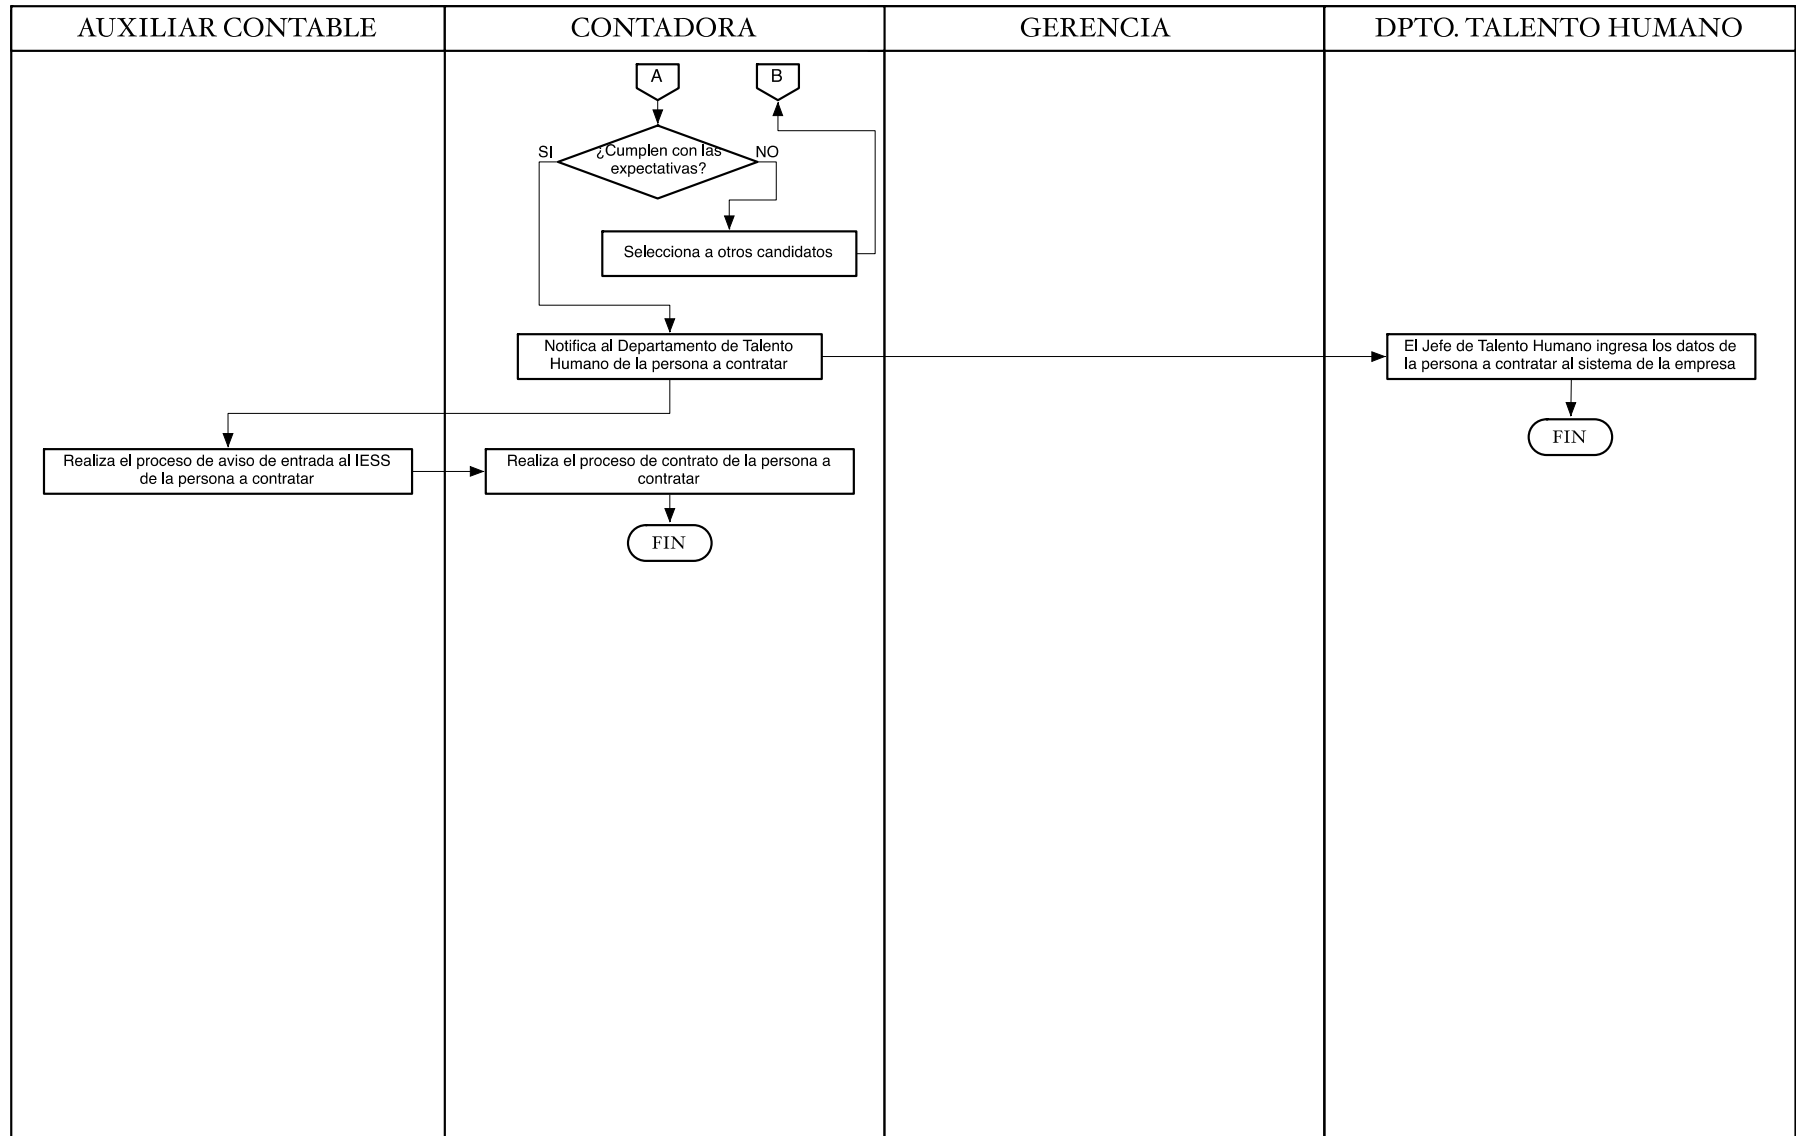 AUXILIAR CONTABLE
CONTADORA
GERENCIA
DPTO. TALENTO HUMANO
A
B
SI
¿Cumplen con las
expectativas?
NO
Selecciona a otros candidatos
Notifica al Departamento de Talento
Humano de la persona a contratar
El Jefe de Talento Humano ingresa los datos de
la persona a contratar al sistema de la empresa
FIN
Realiza el proceso de aviso de entrada al IESS
de la persona a contratar
Realiza el proceso de contrato de la persona a
contratar
FIN